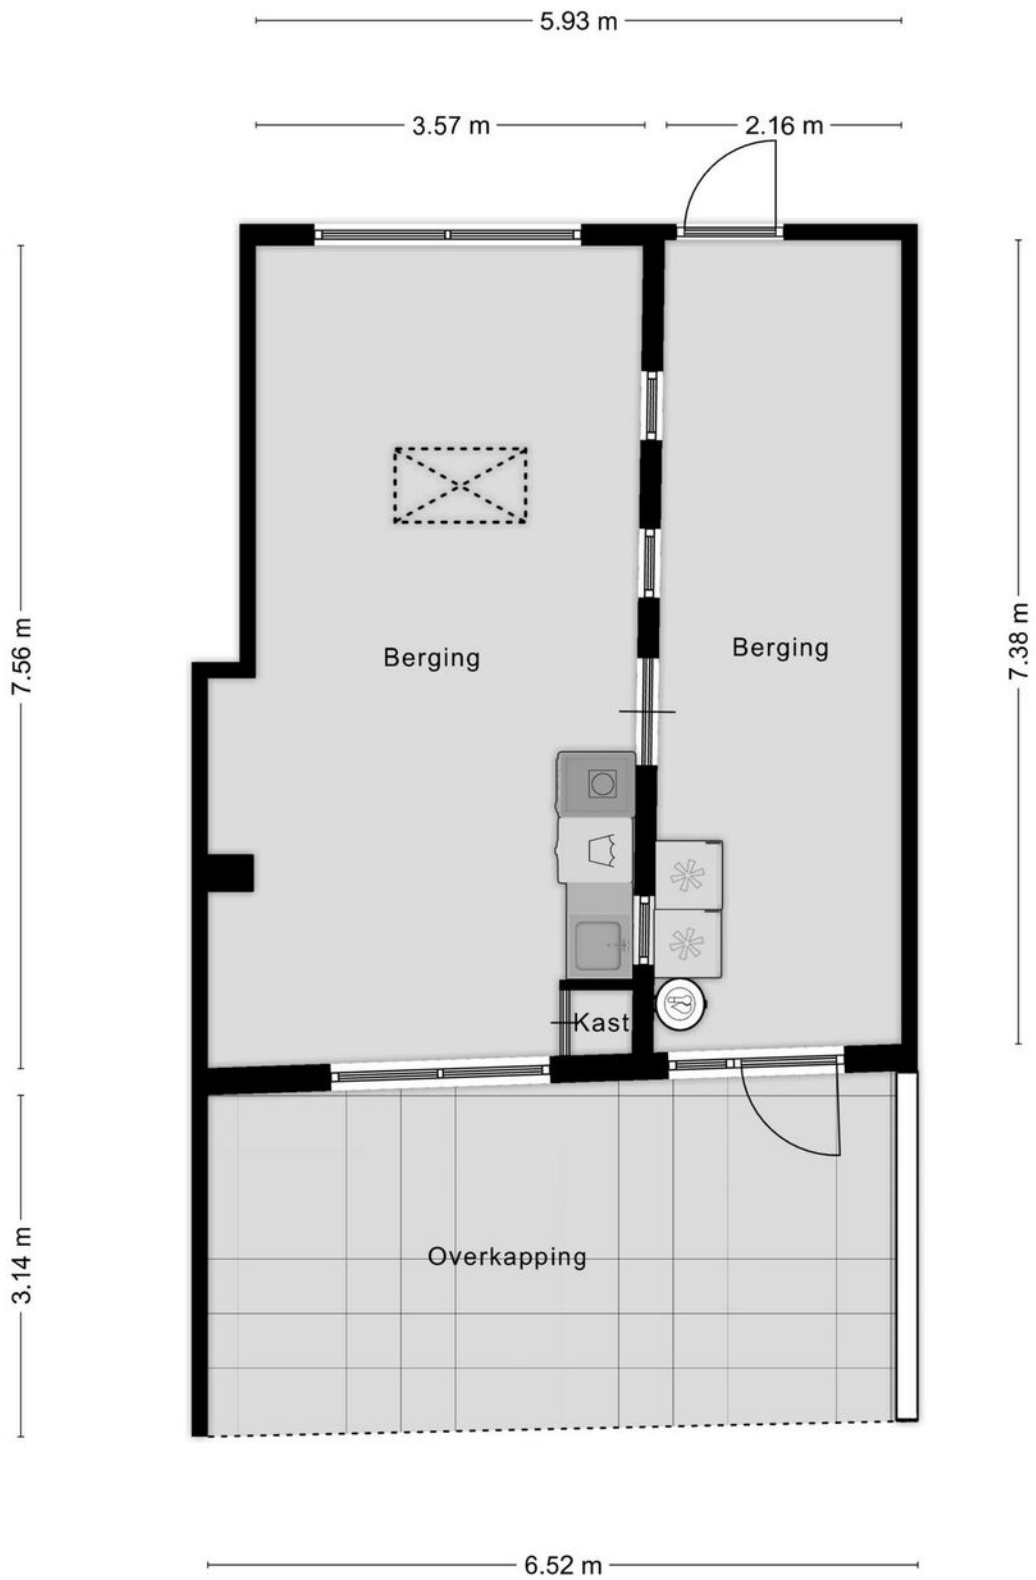 5.93 m
3.57 m
2.16 m
7.56 m
7.38 m
Berging
Berging
Kast
Overkapping
3.14 m
6.52 m